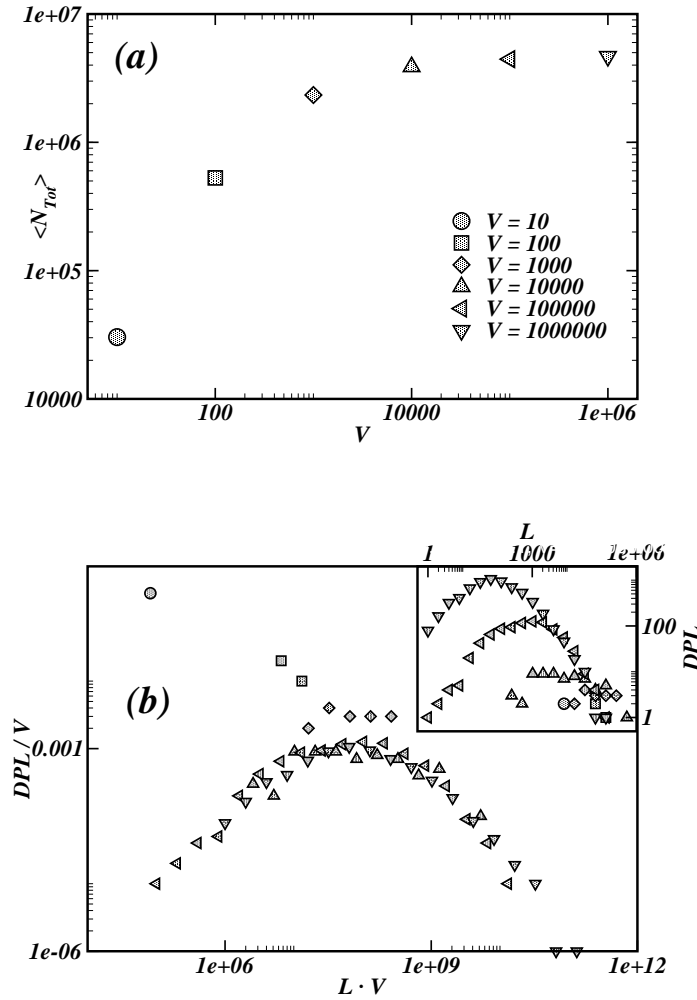 1e+07
(a)
1e+06
<N_Tot>
V = 10
V = 100
V = 1000
1e+05
V = 10000
V = 100000
V = 1000000
10000
100
10000
1e+06
V
L
1
1000
1e+06
100
DPL
1
(b)
DPL / V
0.001
1e-06
1e+06
1e+09
1e+12
L · V